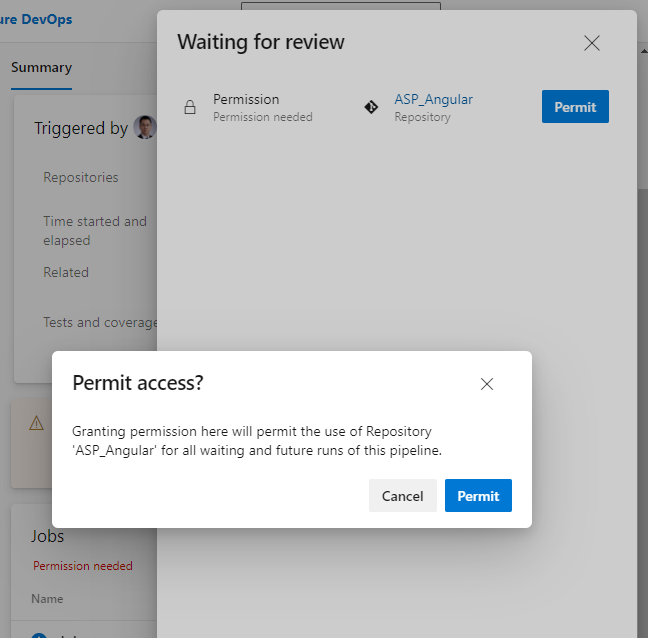 ure DevOps
Summary
Triggered by
Repositories
Time started and
elapsed
Related
Tests and coverage
Waiting for review
Permission
Permission needed
ASP_Angular
Repository
Permit
Permit access?
Granting permission here will permit the use of Repository
'ASP_Angular' for all waiting and future runs of this pipeline.
Cancel
Permit
Jobs
Permission needed
Name